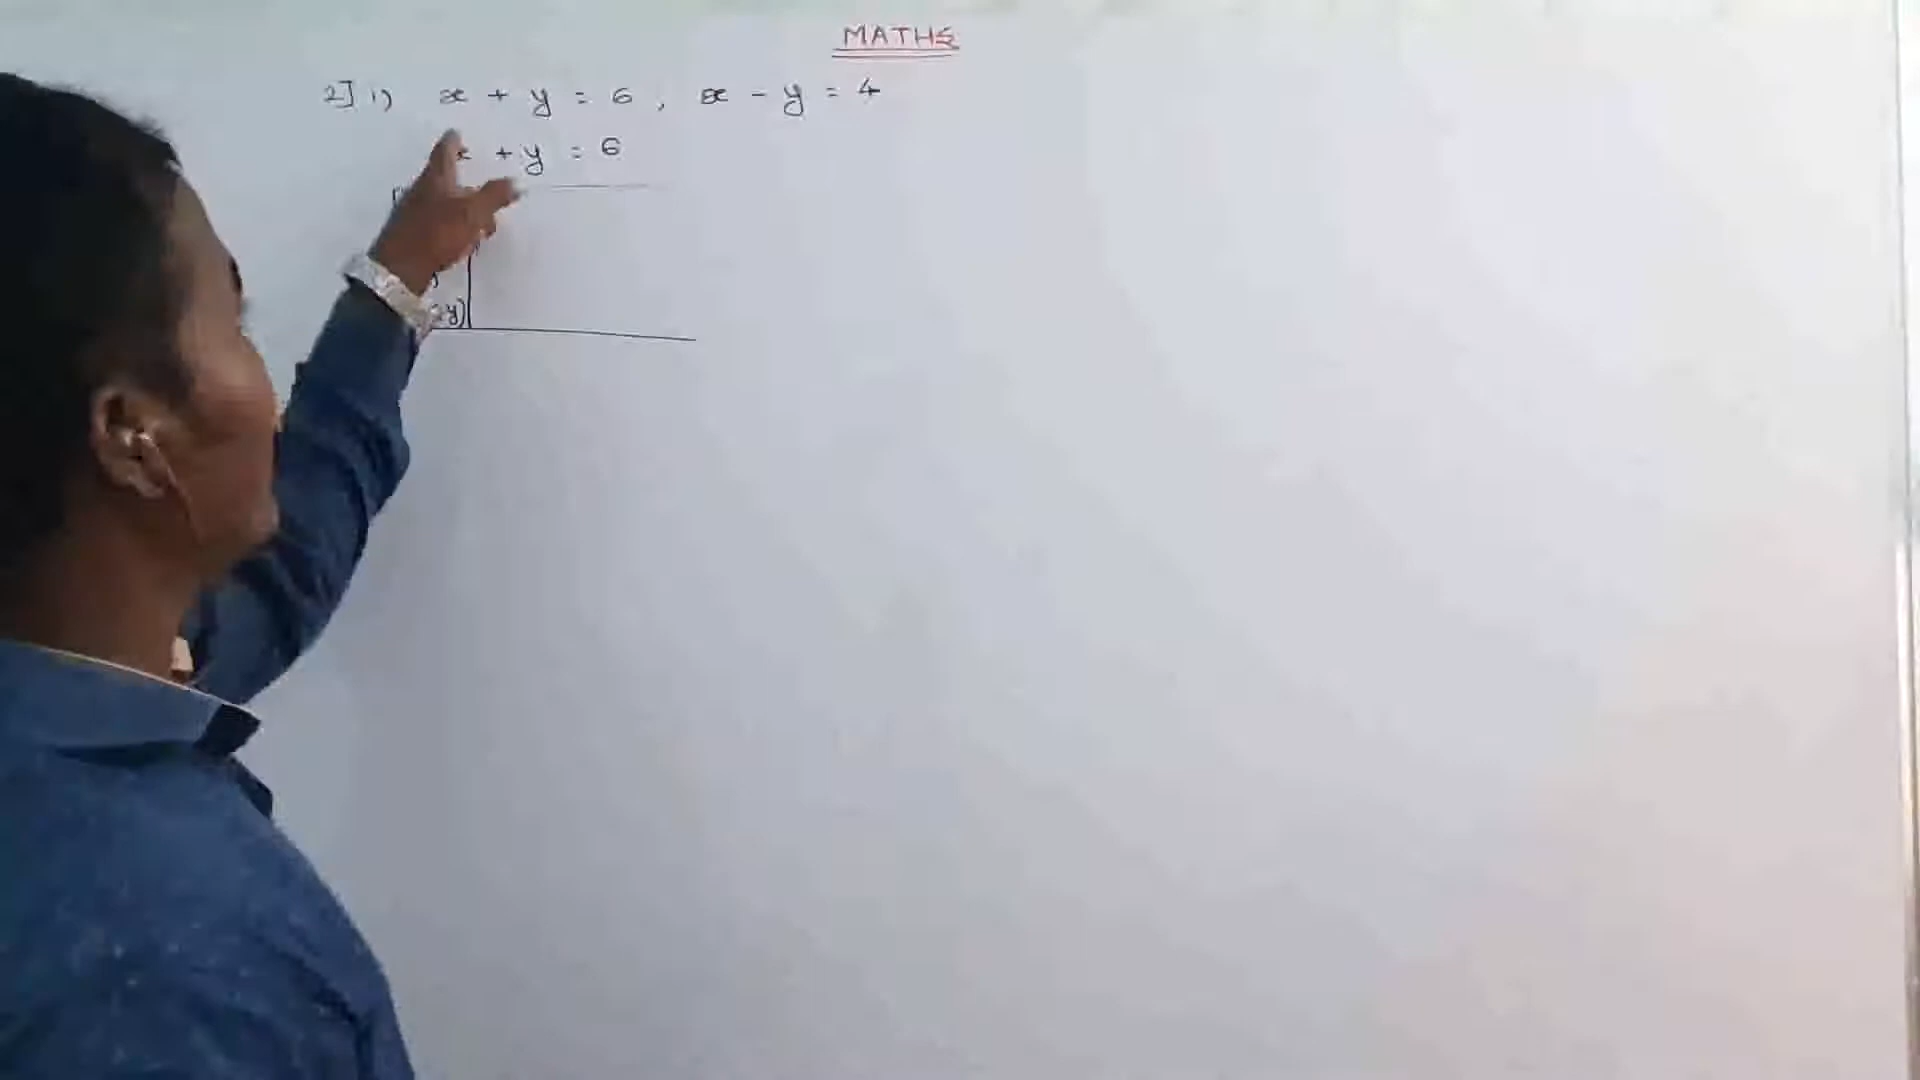 MATHS
2] 1) x + y = 6 , x - y = 4
x + y = 6
y
y)